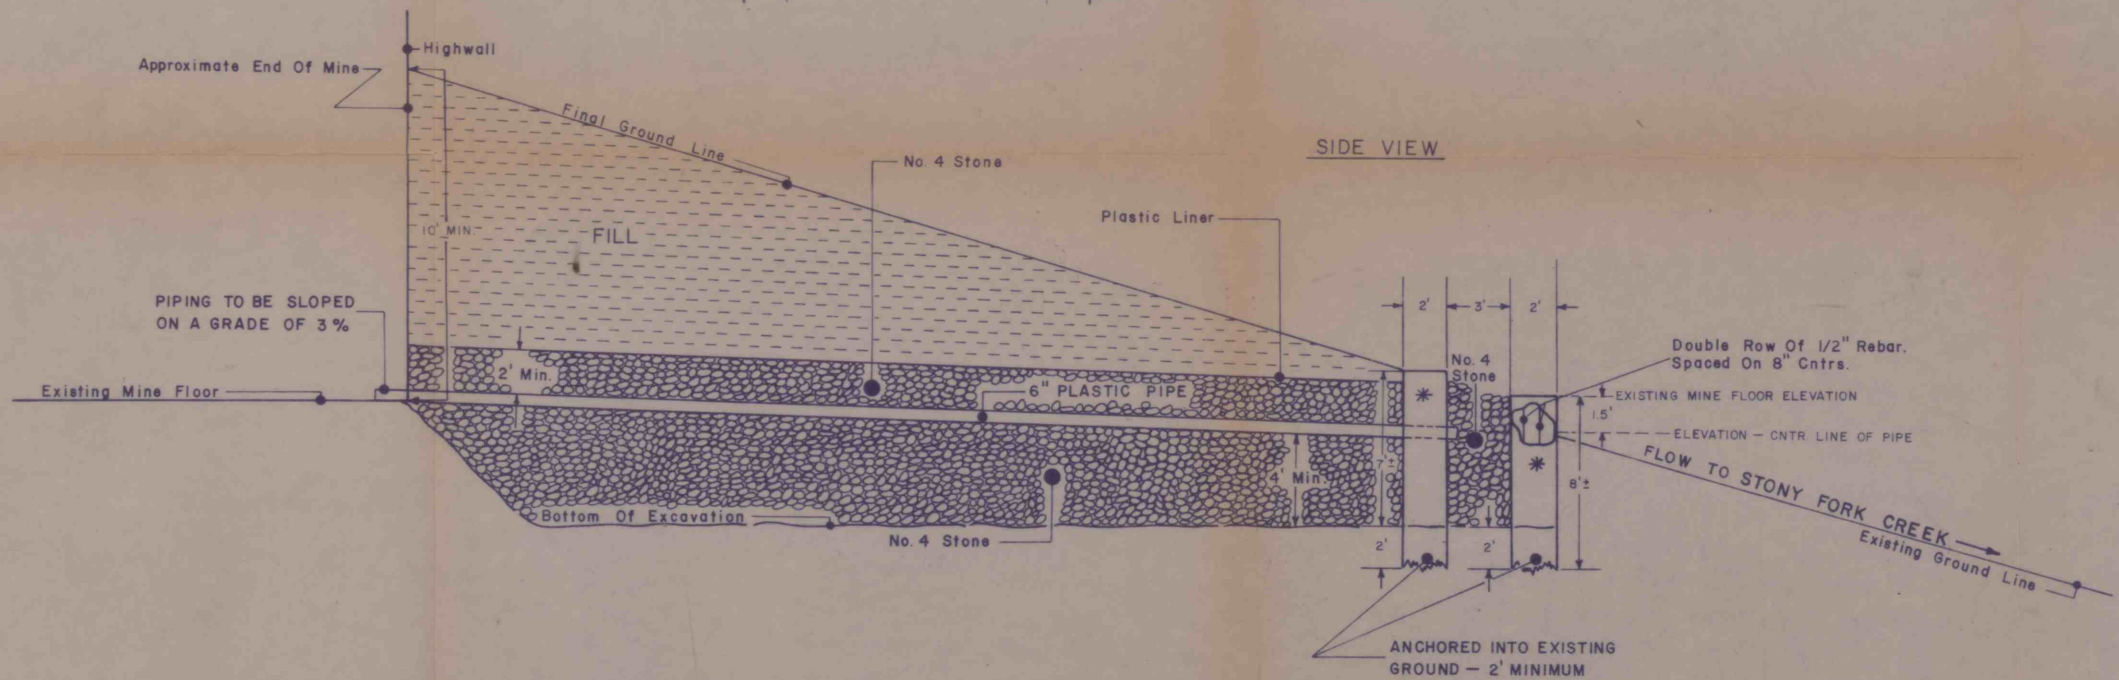 Highwall
Approximate End Of Mine
Final Ground Line
No. 4 Stone
SIDE VIEW
Plastic Liner
10' MIN.
FILL
PIPING TO BE SLOPED
ON A GRADE OF 3%
2'
3'
2'
Double Row Of 1/2" Rebar.
Spaced On 8" Cntrs.
No. 4
Stone
2' Min.
Existing Mine Floor
6" PLASTIC PIPE
*
EXISTING MINE FLOOR ELEVATION
1.5'
ELEVATION - CNTR LINE OF PIPE
FLOW TO STONY FORK CREEK
Existing Ground Line
4' Min.
7'±
*
8'±
Bottom Of Excavation
No. 4 Stone
2'
2'
ANCHORED INTO EXISTING
GROUND - 2' MINIMUM